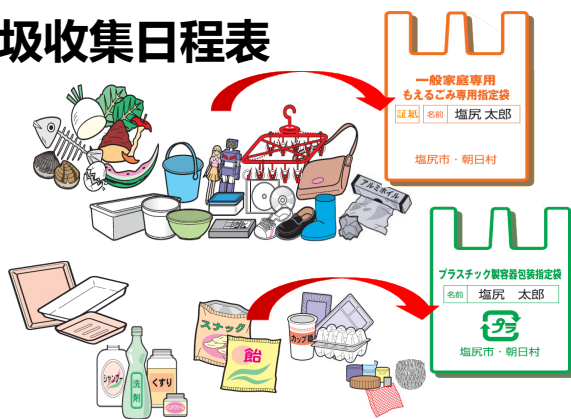 圾收集日程表
一般家庭専用
もえるごみ専用指定袋
証紙 名前 塩尻 太郎
塩尻市・朝日村
アルミホイル
プラスチック製容器包装指定袋
名前 塩尻 太郎
プラ
塩尻市・朝日村
スナック
飴
カップ麺
シャンプー
洗剤
くすり